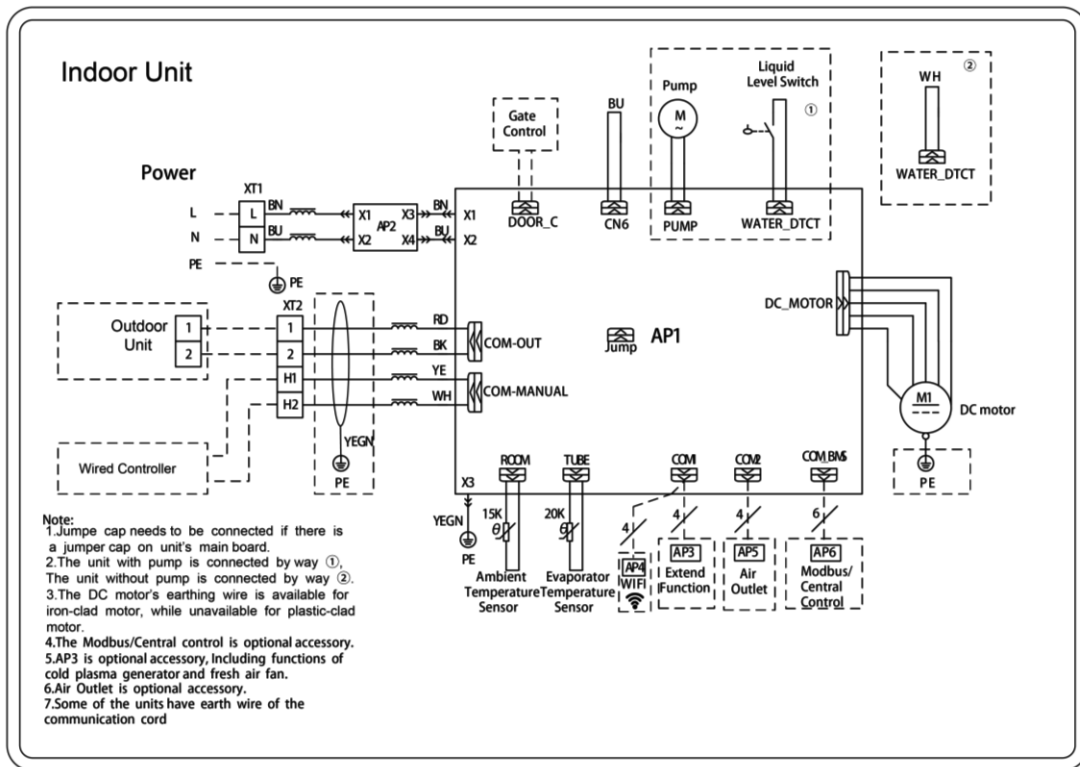 Indoor Unit
Power
XT1
L
N
PE
L
N
BN
BU
X1
X2
AP2
X3
X4
BN
BU
X1
X2
PE
Gate
Control
DOOR_C
BU
CN6
Pump
M
~
PUMP
Liquid
Level Switch
①
WATER_DTCT
WH
②
WATER_DTCT
Outdoor
Unit
1
2
XT2
1
2
H1
H2
RD
BK
YE
WH
COM-OUT
COM-MANUAL
YEGN
PE
Wired Controller
Jump
AP1
DC_MOTOR
M1
DC motor
PE
X3
YEGN
PE
ROOM
15K
θ
Ambient
Temperature
Sensor
TUBE
20K
θ
Evaporator
Temperature
Sensor
COM1
4
AP4
WIFI
4
AP3
Extend
Function
COM2
4
AP5
Air
Outlet
COM_BMS
6
AP6
Modbus/
Central
Control
Note:
1.Jumpe cap needs to be connected if there is
a jumper cap on unit's main board.
2.The unit with pump is connected by way ①,
The unit without pump is connected by way ②.
3.The DC motor's earthing wire is available for
iron-clad motor, while unavailable for plastic-clad
motor.
4.The Modbus/Central control is optional accessory.
5.AP3 is optional accessory, Including functions of
cold plasma generator and fresh air fan.
6.Air Outlet is optional accessory.
7.Some of the units have earth wire of the
communication cord